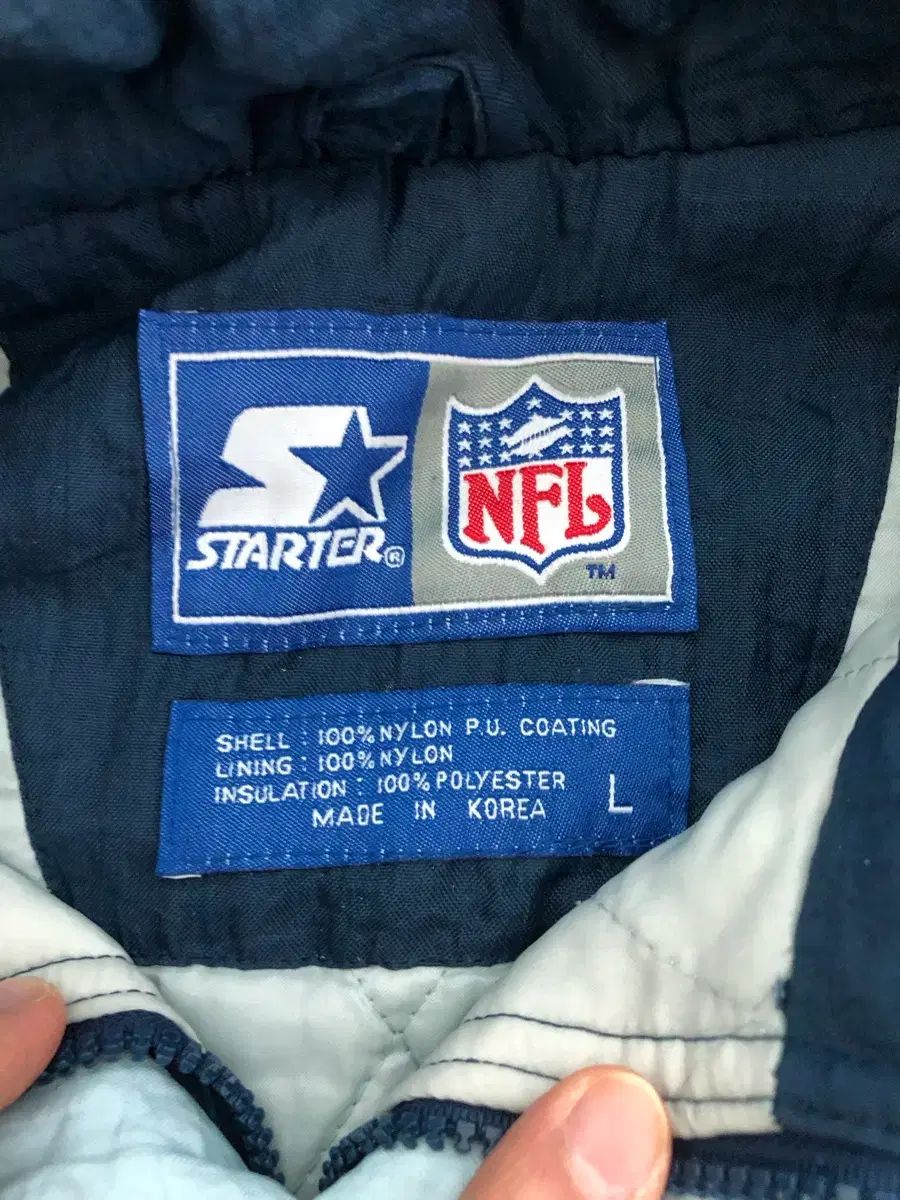 STARTER®
NFL
TM
SHELL : 100% NYLON P.U. COATING
LINING : 100% NYLON
INSULATION : 100% POLYESTER
MADE IN KOREA
L